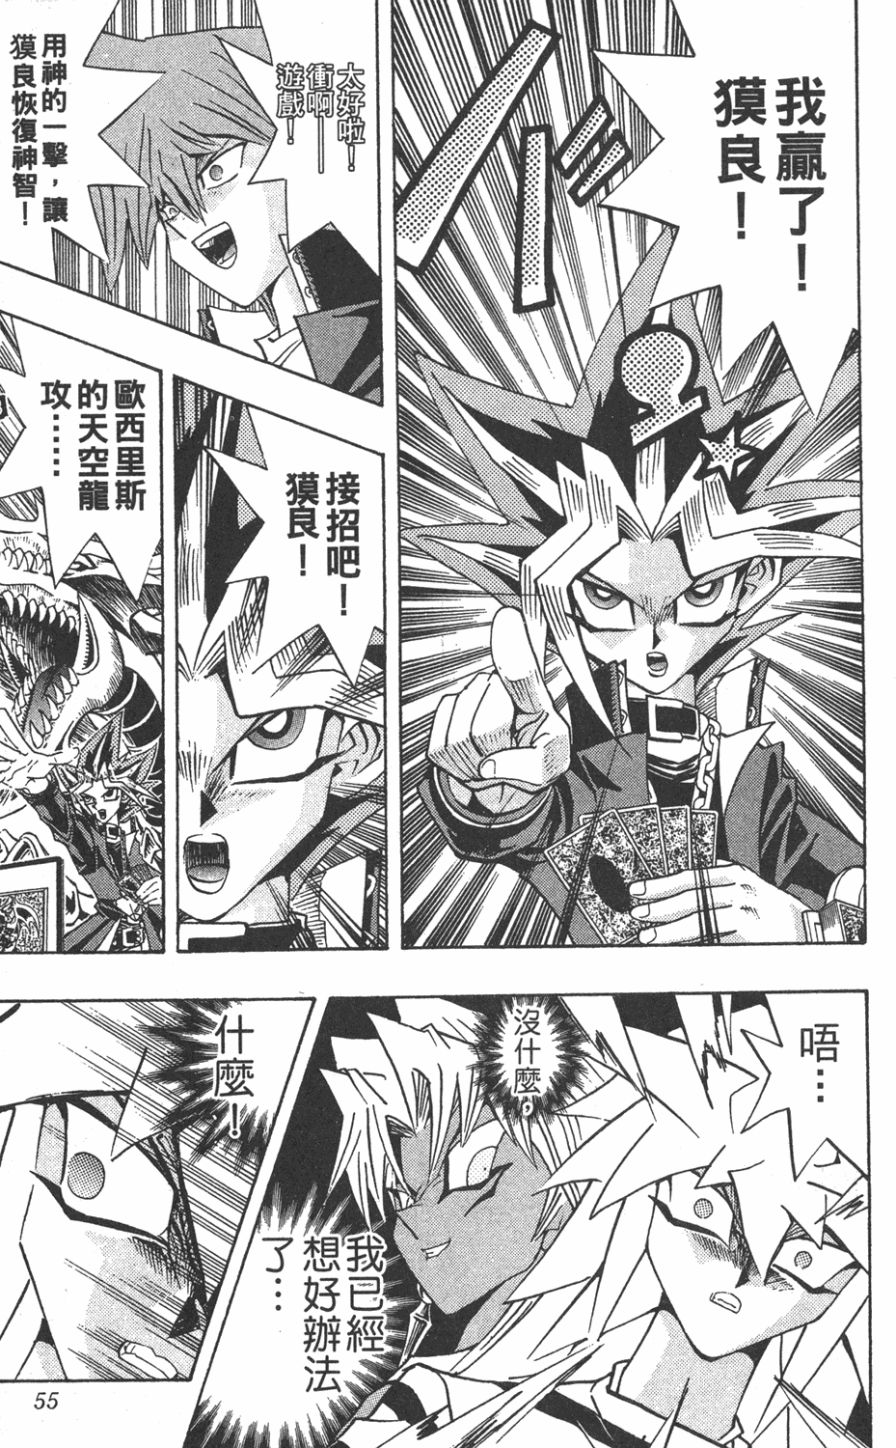 我贏了！
獏良！
太好啦！
衝啊——
遊戲！
用神的一擊，讓
獏良恢復神智！
接招吧！
獏良！
歐西里斯
的天空龍
攻……
唔…
沒什麼，
我已經
想好辦法
了…
什麼！
55